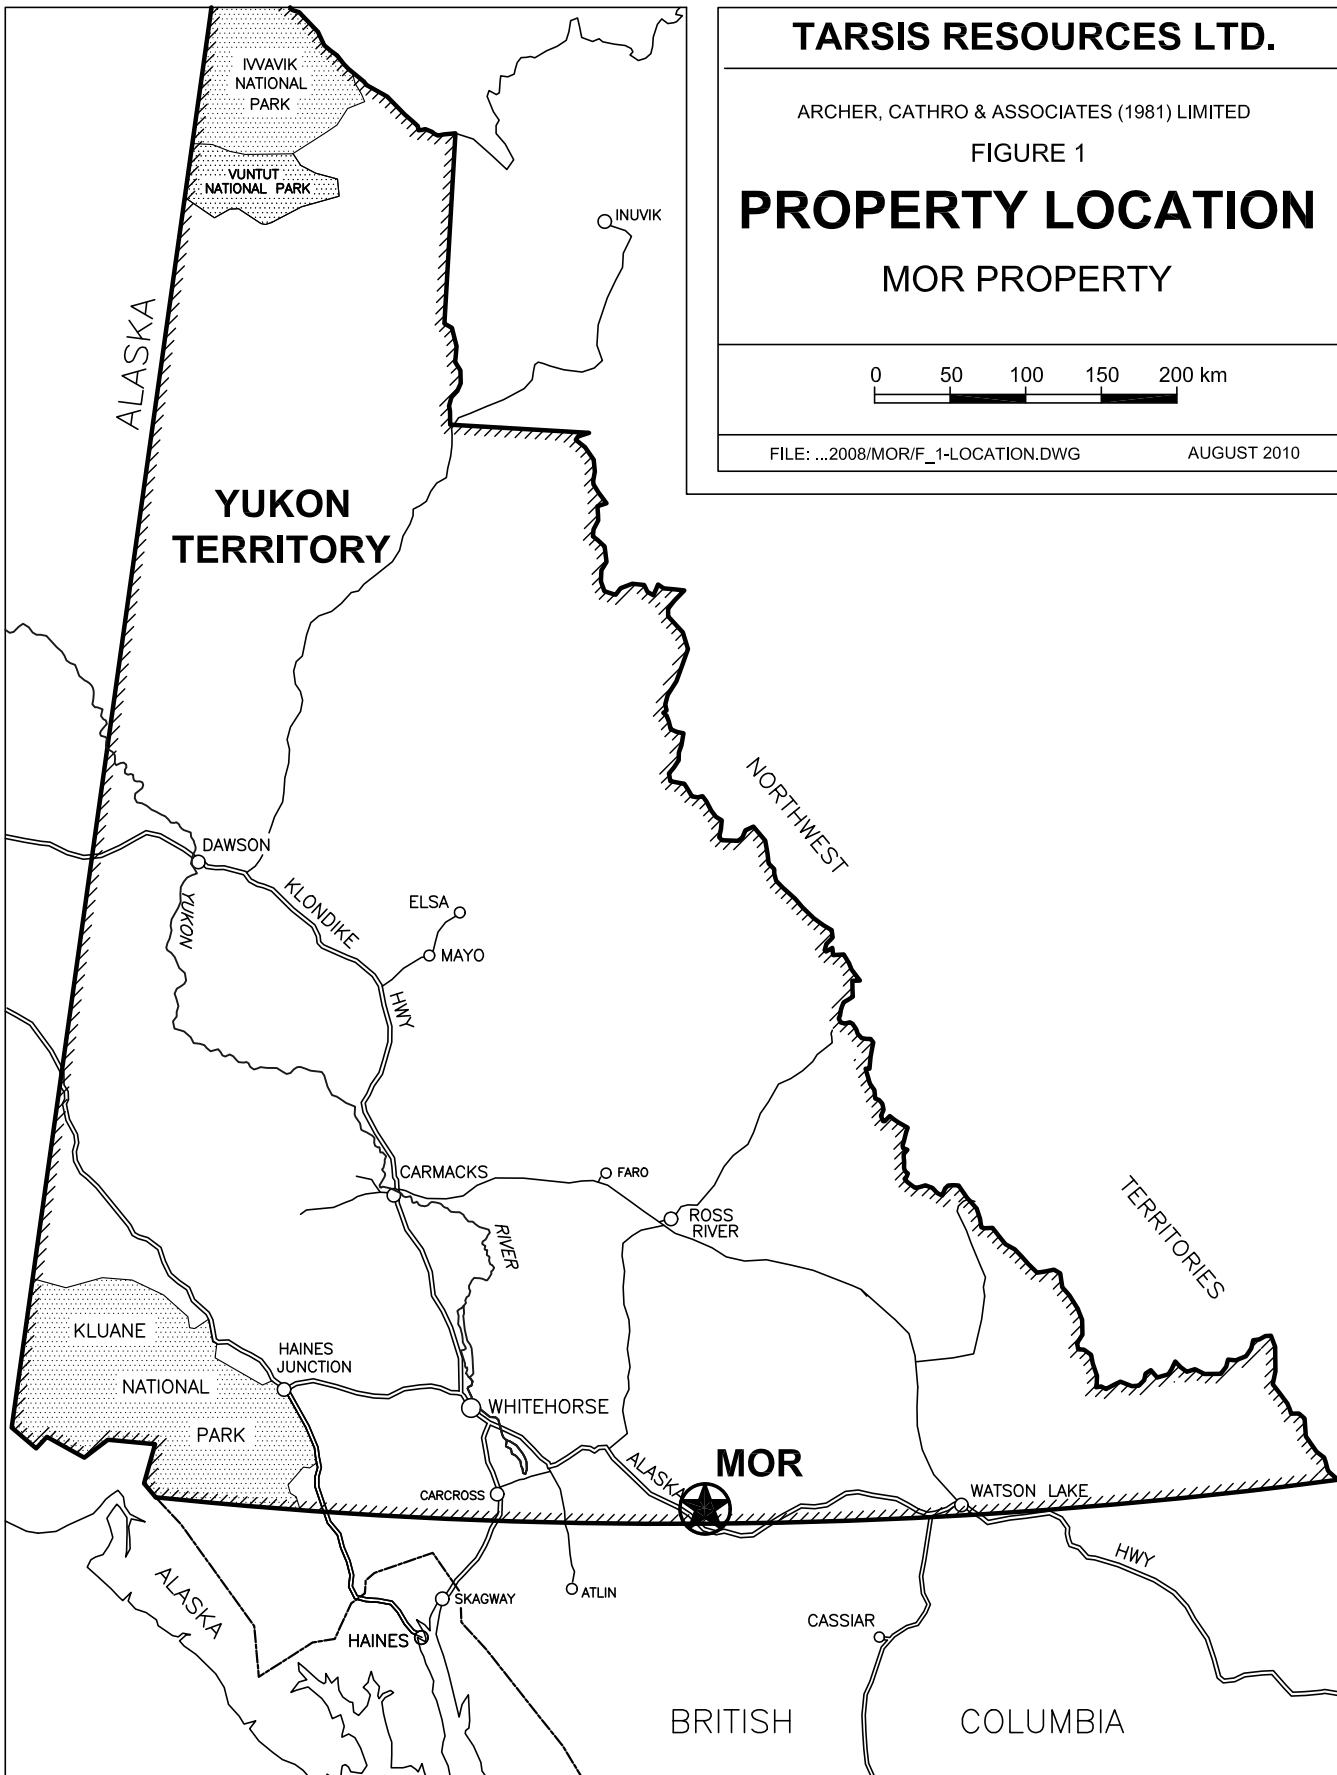 TARSIS RESOURCES LTD.
ARCHER, CATHRO & ASSOCIATES (1981) LIMITED
FIGURE 1
PROPERTY LOCATION
MOR PROPERTY
0 50 100 150 200 km
FILE: ...2008/MOR/F_1-LOCATION.DWG AUGUST 2010
IVVAVIK
NATIONAL
PARK
VUNTUT
NATIONAL PARK
INUVIK
ALASKA
YUKON
TERRITORY
NORTHWEST
TERRITORIES
DAWSON
KLONDIKE
HWY
YUKON
RIVER
ELSA
MAYO
CARMACKS
FARO
ROSS
RIVER
KLUANE
NATIONAL
PARK
HAINES
JUNCTION
WHITEHORSE
ALASKA
HWY
MOR
CARCROSS
WATSON LAKE
ALASKA
SKAGWAY
ATLIN
HAINES
CASSIAR
BRITISH COLUMBIA